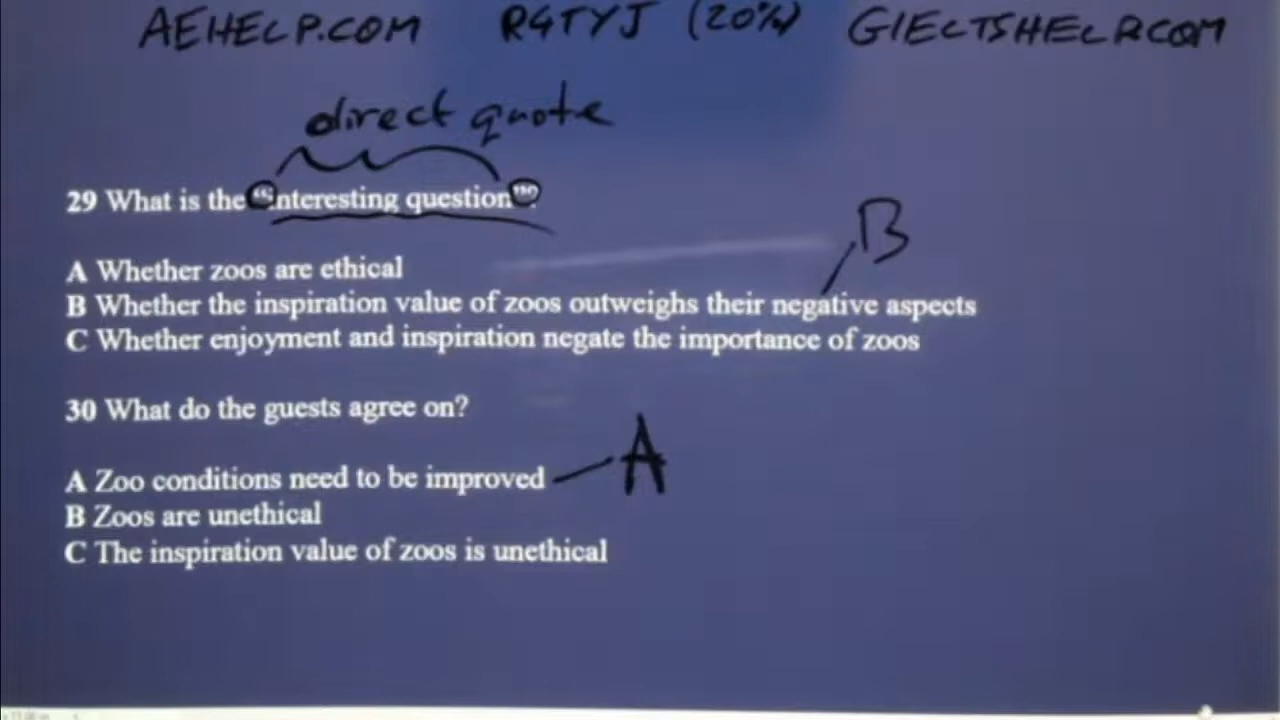 AEHELP.COM R4TYJ (20%) GIELTSHELP.COM
direct quote
29 What is the "interesting question"?
B
A Whether zoos are ethical
B Whether the inspiration value of zoos outweighs their negative aspects
C Whether enjoyment and inspiration negate the importance of zoos
30 What do the guests agree on?
A Zoo conditions need to be improved A
B Zoos are unethical
C The inspiration value of zoos is unethical